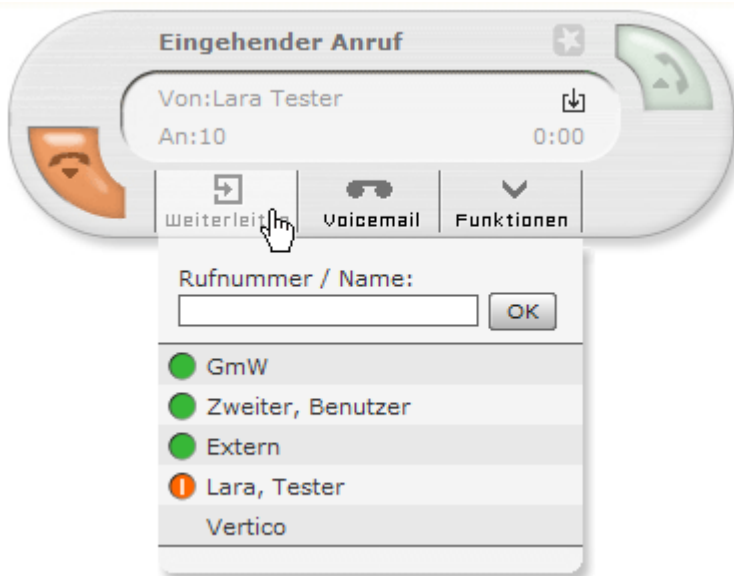 Eingehender Anruf
Von:Lara Tester
An:10 0:00
Voicemail Funktionen
Rufnummer / Name:
OK
GmW
Zweiter, Benutzer
Extern
Lara, Tester
Vertico